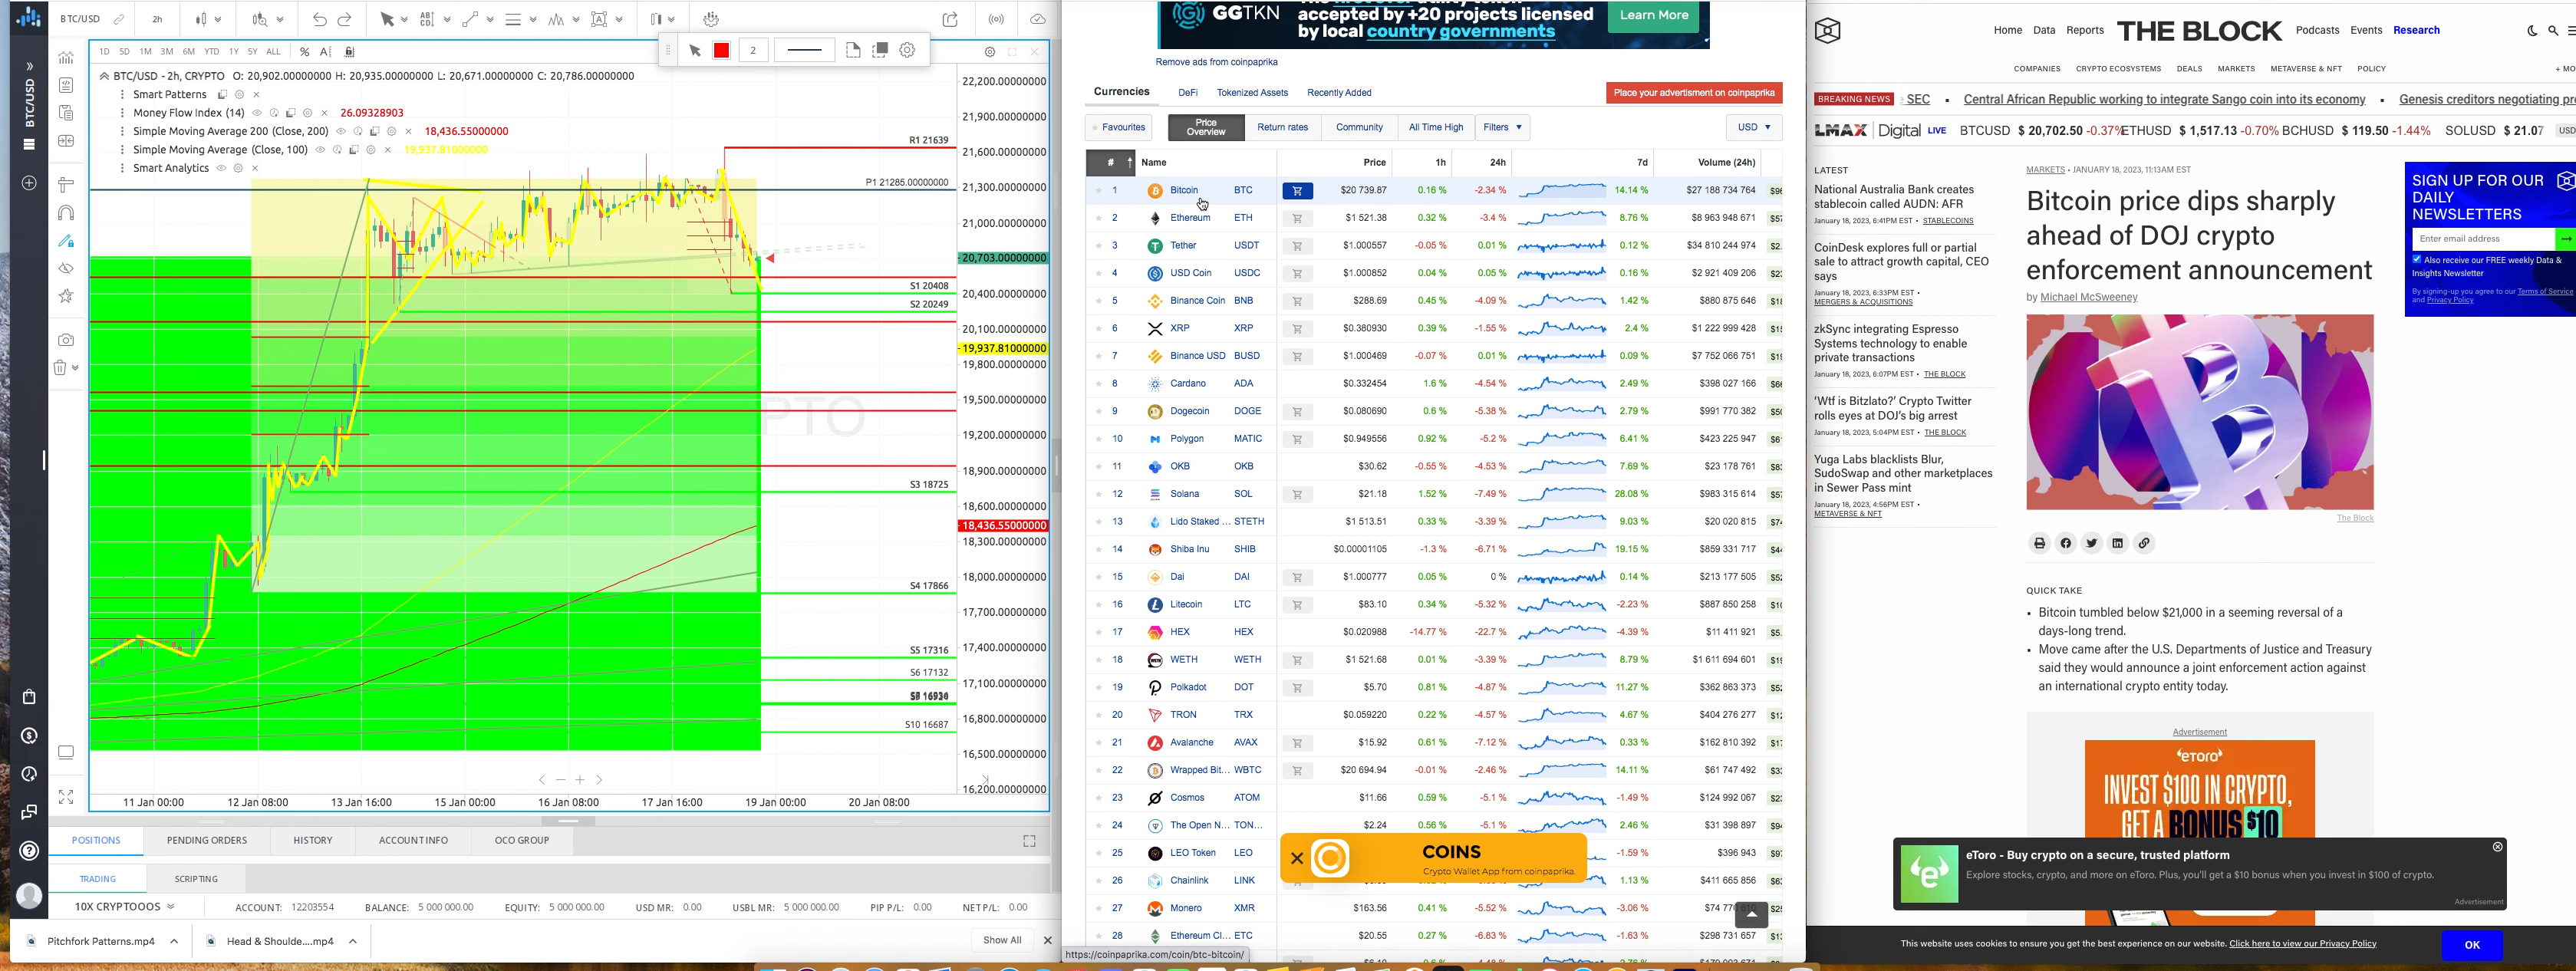 BTC/USD
2h
1D 5D 1M 3M 6M YTD 1Y 5Y ALL
2
BTC/USD - 2h, CRYPTO O: 20,902.00000000 H: 20,935.00000000 L: 20,671.00000000 C: 20,786.00000000
Smart Patterns
Money Flow Index (14) 26.09328903
Simple Moving Average 200 (Close, 200) 18,436.55000000
Simple Moving Average (Close, 100) 19,937.81000000
Smart Analytics
BTC/USD
R1 21639
P1 21285.00000000
S1 20408
S2 20249
S3 18725
S4 17866
S5 17316
S6 17132
S10 16687
22,200.00000000
21,900.00000000
21,600.00000000
21,300.00000000
21,000.00000000
20,703.00000000
20,400.00000000
20,100.00000000
19,937.81000000
19,800.00000000
19,500.00000000
19,200.00000000
18,900.00000000
18,600.00000000
18,436.55000000
18,300.00000000
18,000.00000000
17,700.00000000
17,400.00000000
17,100.00000000
16,800.00000000
16,500.00000000
16,200.00000000
11 Jan 00:00 12 Jan 08:00 13 Jan 16:00 15 Jan 00:00 16 Jan 08:00 17 Jan 16:00 19 Jan 00:00 20 Jan 08:00
POSITIONS PENDING ORDERS HISTORY ACCOUNT INFO OCO GROUP
TRADING SCRIPTING
10X CRYPTOOOS ACCOUNT: 12203554 BALANCE: 5 000 000.00 EQUITY: 5 000 000.00 USD MR: 0.00 USBL MR: 5 000 000.00 PIP P/L: 0.00 NET P/L: 0.00
Pitchfork Patterns.mp4
Head & Shoulde....mp4
Show All
GGTKN
accepted by +20 projects licensed
by local country governments
Learn More
Remove ads from coinpaprika
Currencies DeFi Tokenized Assets Recently Added
Place your advertisment on coinpaprika
Favourites Price Overview Return rates Community All Time High Filters USD
# Name Price 1h 24h 7d Volume (24h)
1 Bitcoin BTC $20 739.87 0.16 % -2.34 % 14.14 % $27 188 734 764
2 Ethereum ETH $1 521.38 0.32 % -3.4 % 8.76 % $8 963 948 671
3 Tether USDT $1.000557 -0.05 % 0.01 % 0.12 % $34 810 244 974
4 USD Coin USDC $1.000852 0.04 % 0.05 % 0.16 % $2 921 409 206
5 Binance Coin BNB $288.69 0.45 % -4.09 % 1.42 % $880 875 646
6 XRP XRP $0.380930 0.39 % -1.55 % 2.4 % $1 222 999 428
7 Binance USD BUSD $1.000469 -0.07 % 0.01 % 0.09 % $7 752 066 751
8 Cardano ADA $0.332454 1.6 % -4.54 % 2.49 % $398 027 166
9 Dogecoin DOGE $0.080690 0.6 % -5.38 % 2.79 % $991 770 382
10 Polygon MATIC $0.949556 0.92 % -5.2 % 6.41 % $423 225 947
11 OKB OKB $30.62 -0.55 % -4.53 % 7.69 % $23 178 761
12 Solana SOL $21.18 1.52 % -7.49 % 28.08 % $983 315 614
13 Lido Staked ... STETH $1 513.51 0.33 % -3.39 % 9.03 % $20 020 815
14 Shiba Inu SHIB $0.00001105 -1.3 % -6.71 % 19.15 % $859 331 717
15 Dai DAI $1.000777 0.05 % 0 % 0.14 % $213 177 505
16 Litecoin LTC $83.10 0.34 % -5.32 % -2.23 % $887 850 258
17 HEX HEX $0.020988 -14.77 % -22.7 % -4.39 % $11 411 921
18 WETH WETH $1 521.68 0.01 % -3.39 % 8.79 % $1 611 694 601
19 Polkadot DOT $5.70 0.81 % -4.87 % 11.27 % $362 863 373
20 TRON TRX $0.059220 0.22 % -4.57 % 4.67 % $404 276 277
21 Avalanche AVAX $15.92 0.61 % -7.12 % 0.33 % $162 810 392
22 Wrapped Bit... WBTC $20 694.94 -0.01 % -2.46 % 14.11 % $61 747 492
23 Cosmos ATOM $11.66 0.59 % -5.1 % -1.49 % $124 992 067
24 The Open N... TON... $2.24 0.56 % -5.1 % 2.46 % $31 398 897
25 LEO Token LEO -1.59 % $396 943
26 Chainlink LINK 1.13 % $411 665 856
27 Monero XMR $163.56 0.41 % -5.52 % -3.06 %
28 Ethereum Cl... ETC $20.55 0.27 % -6.83 % -1.63 % $298 731 657
COINS
Crypto Wallet App from coinpaprika.
https://coinpaprika.com/coin/btc-bitcoin/
Home Data Reports THE BLOCK Podcasts Events Research
COMPANIES CRYPTO ECOSYSTEMS DEALS MARKETS METAVERSE & NFT POLICY + MO
BREAKING NEWS SEC • Central African Republic working to integrate Sango coin into its economy • Genesis creditors negotiating pr
LMAX Digital LIVE BTCUSD $ 20,702.50 -0.37% ETHUSD $ 1,517.13 -0.70% BCHUSD $ 119.50 -1.44% SOLUSD $ 21.07 USD
LATEST
National Australia Bank creates
stablecoin called AUDN: AFR
January 18, 2023, 6:41PM EST • STABLECOINS
CoinDesk explores full or partial
sale to attract growth capital, CEO
says
January 18, 2023, 6:33PM EST •
MERGERS & ACQUISITIONS
zkSync integrating Espresso
Systems technology to enable
private transactions
January 18, 2023, 6:07PM EST • THE BLOCK
'Wtf is Bitzlato?' Crypto Twitter
rolls eyes at DOJ's big arrest
January 18, 2023, 5:04PM EST • THE BLOCK
Yuga Labs blacklists Blur,
SudoSwap and other marketplaces
in Sewer Pass mint
January 18, 2023, 4:56PM EST •
METAVERSE & NFT
MARKETS • JANUARY 18, 2023, 11:13AM EST
Bitcoin price dips sharply
ahead of DOJ crypto
enforcement announcement
by Michael McSweeney
The Block
QUICK TAKE
• Bitcoin tumbled below $21,000 in a seeming reversal of a
days-long trend.
• Move came after the U.S. Departments of Justice and Treasury
said they would announce a joint enforcement action against
an international crypto entity today.
Advertisement
eToro
INVEST $100 IN CRYPTO,
GET A BONUS $10
SIGN UP FOR OUR
DAILY
NEWSLETTERS
Enter email address
Also receive our FREE weekly Data &
Insights Newsletter
By signing-up you agree to our Terms of Service
and Privacy Policy
eToro - Buy crypto on a secure, trusted platform
Explore stocks, crypto, and more on eToro. Plus, you'll get a $10 bonus when you invest in $100 of crypto.
Advertisement
This website uses cookies to ensure you get the best experience on our website. Click here to view our Privacy Policy
OK